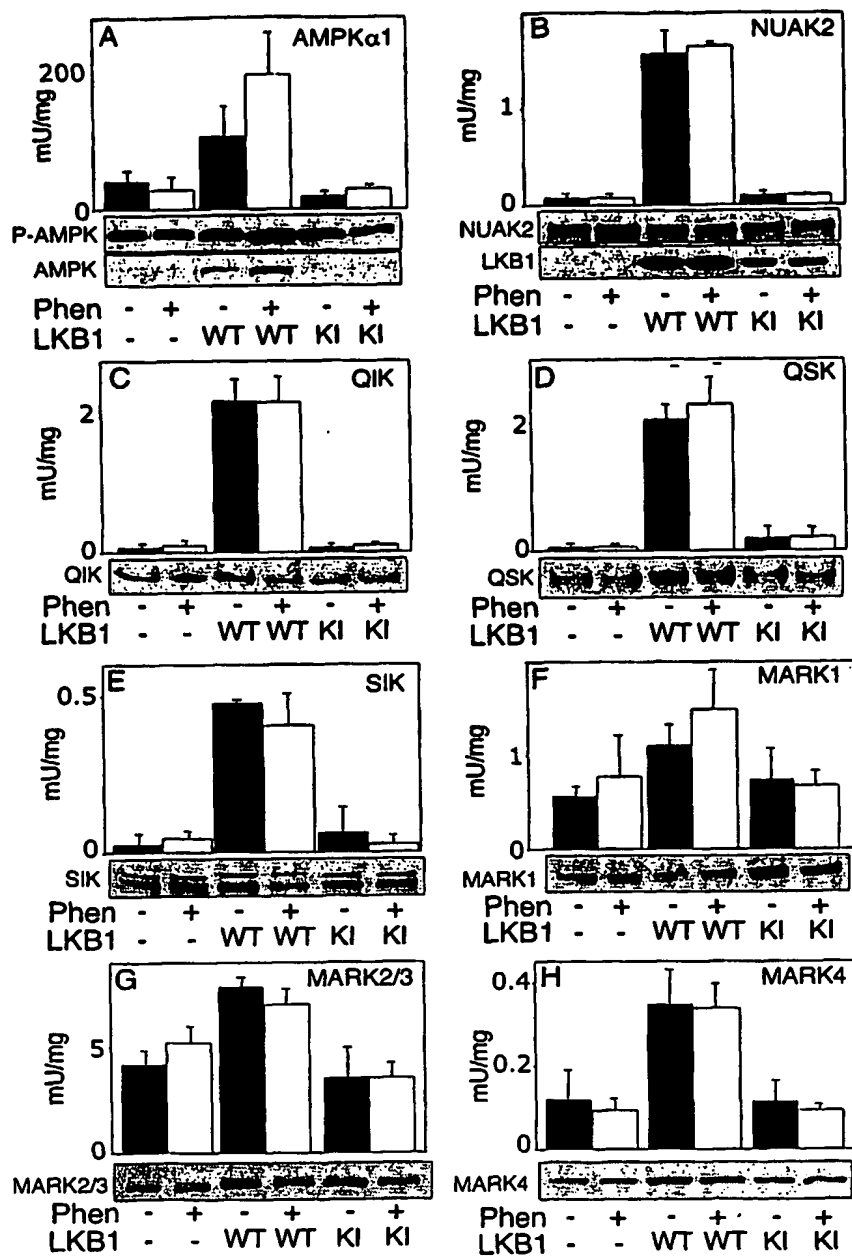 A AMPKα1
200
mU/mg
0
P-AMPK
AMPK
Phen - + - + - +
LKB1 - - WT WT KI KI
B NUAK2
1
mU/mg
0
NUAK2
LKB1
Phen - + - + - +
LKB1 - - WT WT KI KI
C QIK
2
mU/mg
0
QIK
Phen - + - + - +
LKB1 - - WT WT KI KI
D QSK
2
mU/mg
0
QSK
Phen - + - + - +
LKB1 - - WT WT KI KI
E SIK
0.5
mU/mg
0
SIK
Phen - + - + - +
LKB1 - - WT WT KI KI
F MARK1
1
mU/mg
0
MARK1
Phen - + - + - +
LKB1 - - WT WT KI KI
G MARK2/3
5
mU/mg
0
MARK2/3
Phen - + - + - +
LKB1 - - WT WT KI KI
H MARK4
0.4
0.2
mU/mg
0
MARK4
Phen - + - + - +
LKB1 - - WT WT KI KI